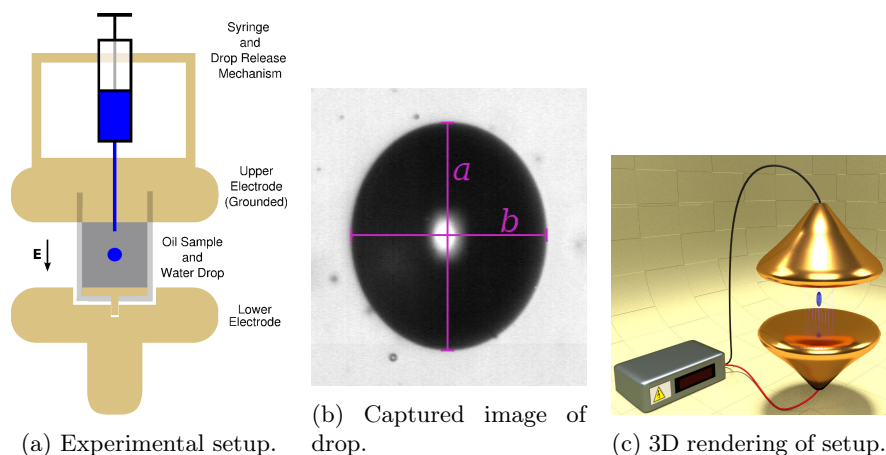 Syringe
and
Drop Release
Mechanism
Upper
Electrode
(Grounded)
E
Oil Sample
and
Water Drop
Lower
Electrode
(a) Experimental setup.
a
b
(b) Captured image of
drop.
(c) 3D rendering of setup.